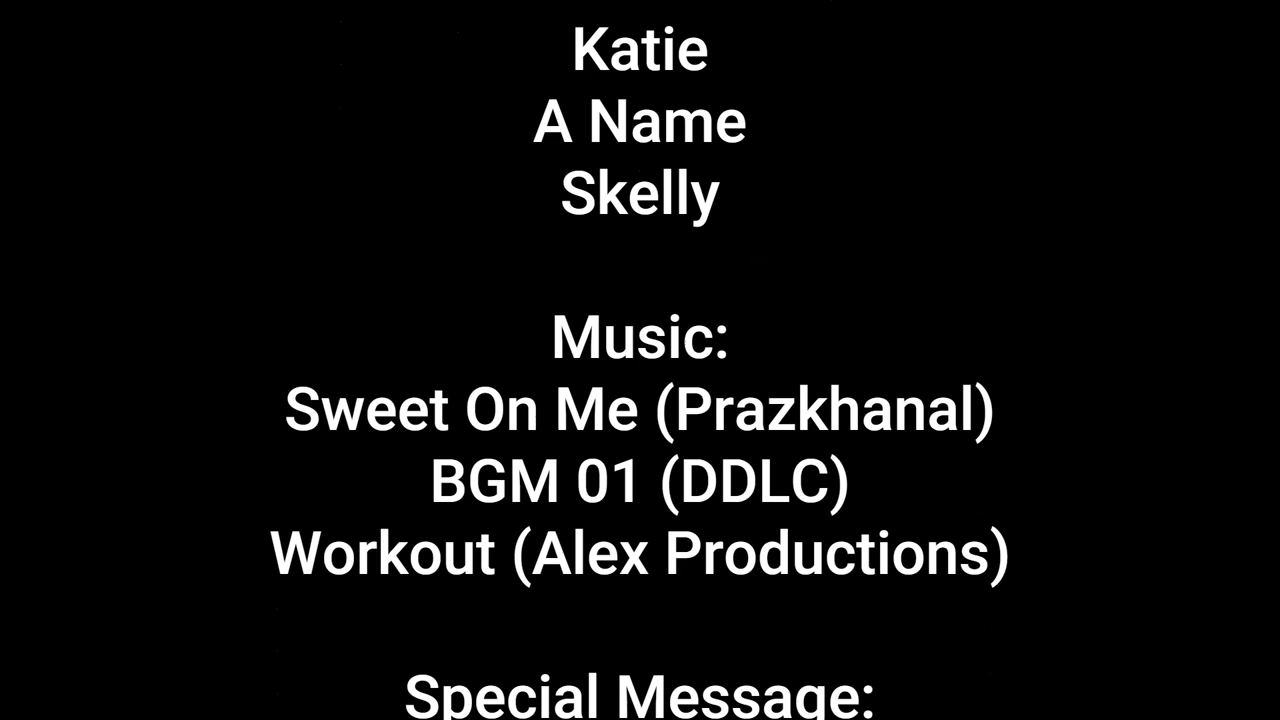 Katie
A Name
Skelly
Music:
Sweet On Me (Prazkhanal)
BGM 01 (DDLC)
Workout (Alex Productions)
Special Message: